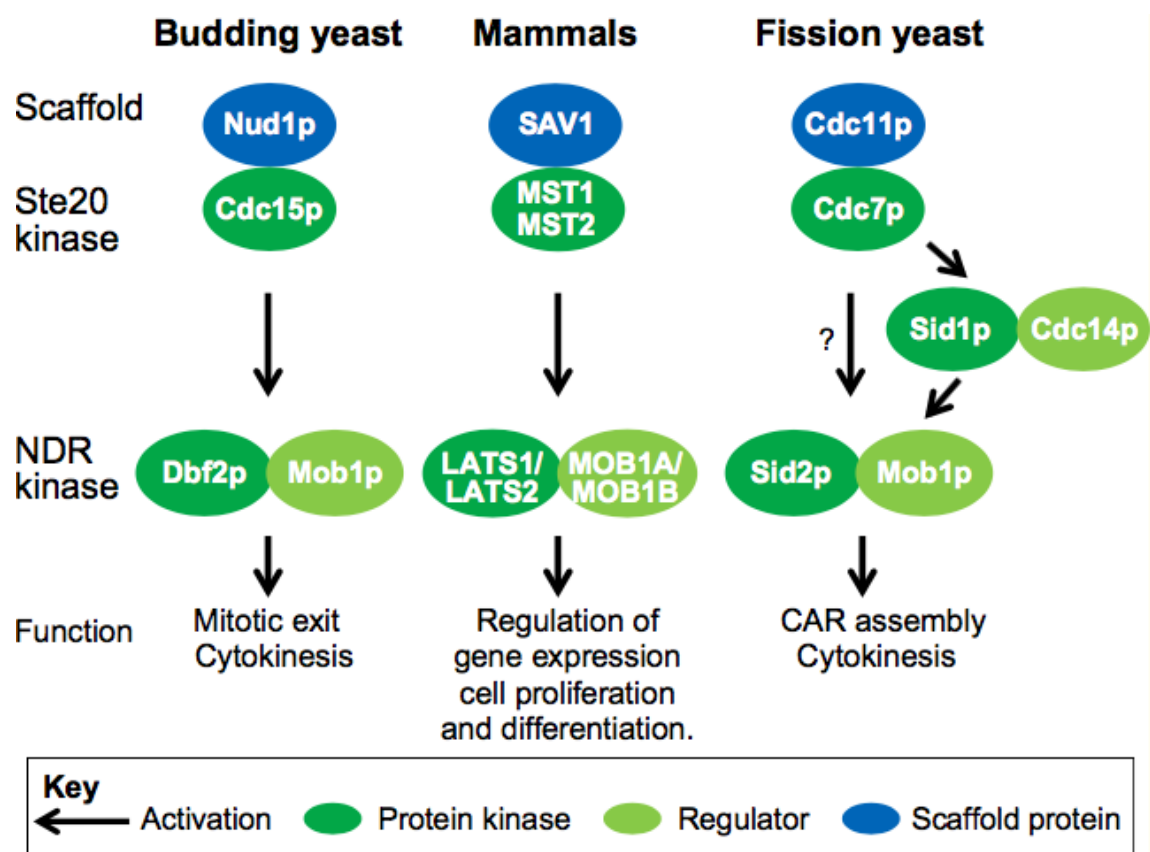 Budding yeast Mammals Fission yeast
Scaffold Nud1p SAV1 Cdc11p
Ste20
kinase
Cdc15p
MST1
MST2
Cdc7p
?
Sid1p Cdc14p
NDR
kinase
Dbf2p Mob1p
LATS1/
LATS2
MOB1A/
MOB1B
Sid2p Mob1p
Function
Mitotic exit
Cytokinesis
Regulation of
gene expression
cell proliferation
and differentiation.
CAR assembly
Cytokinesis
Key
Activation Protein kinase Regulator Scaffold protein